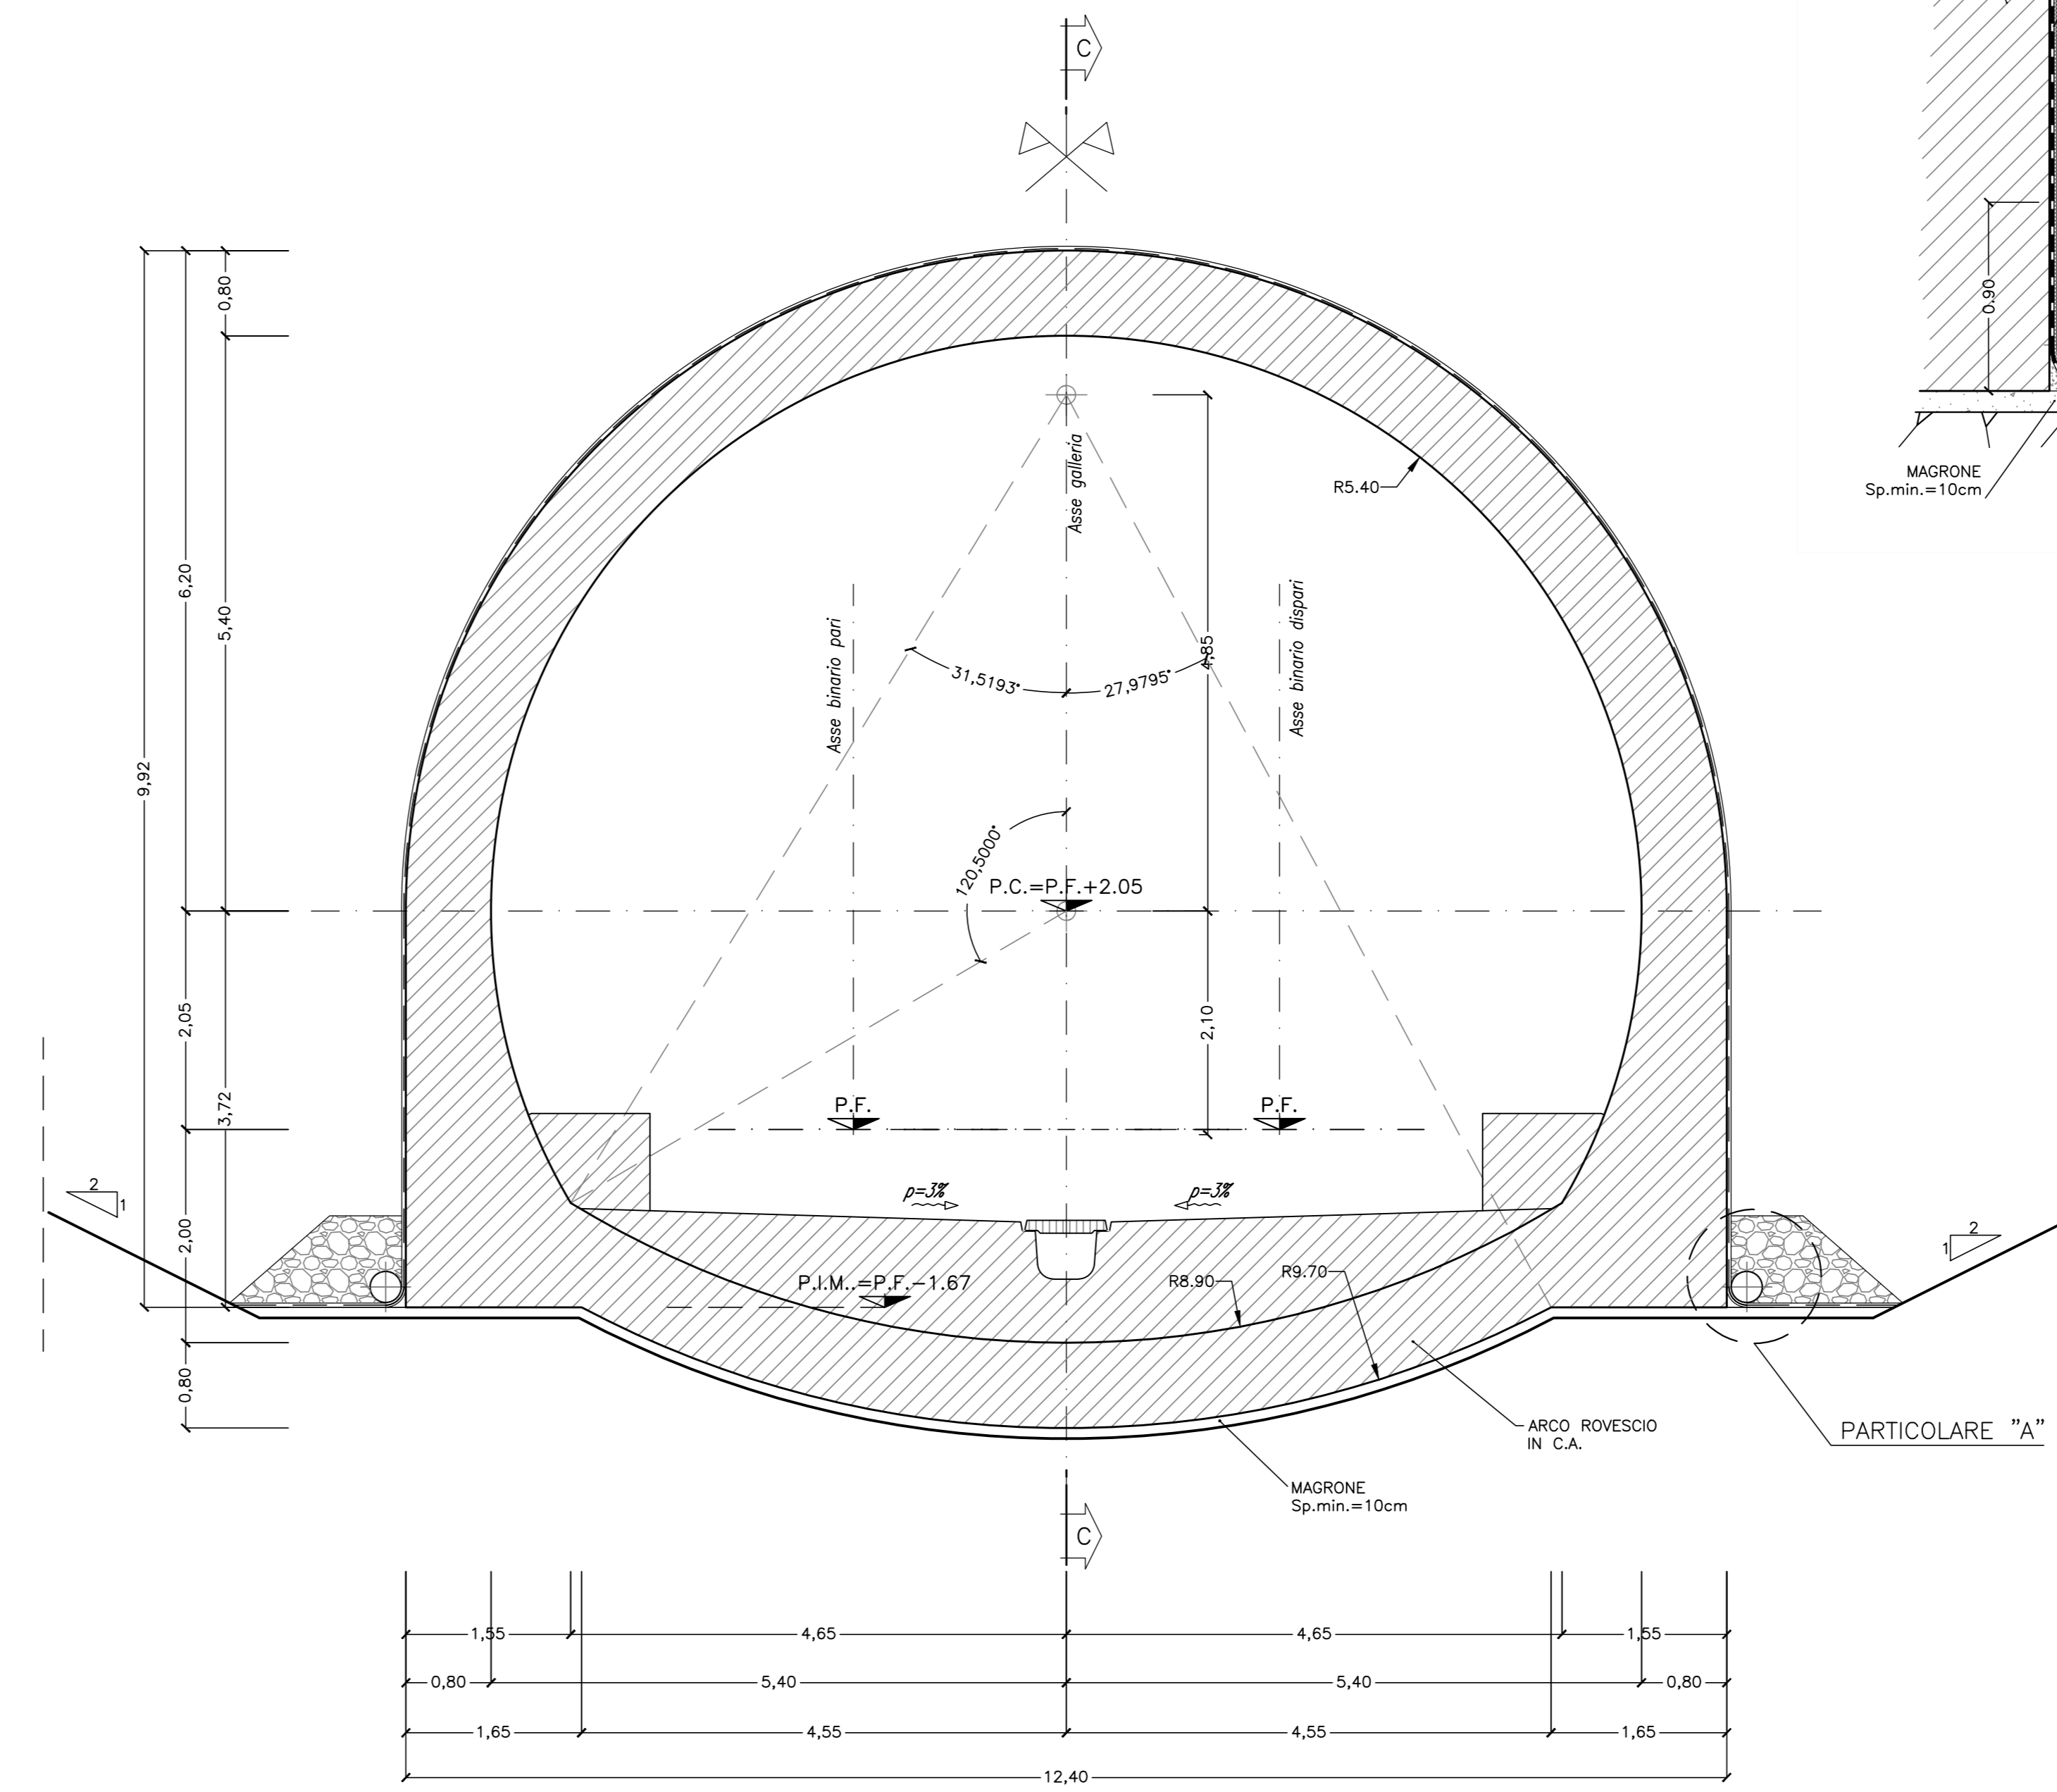 C
0,80
0.90
MAGRONE
Sp.min.=10cm
Asse galleria
R5.40
6,20
5,40
9,92
Asse binario pari
Asse binario dispari
4,85
31,5193°
27,9795°
120,5000°
P.C.=P.F.+2.05
2,05
2,10
3,72
P.F.
P.F.
2
1
p=3%
p=3%
2
1
2,00
P.I.M..=P.F.-1.67
R8.90
R9.70
0,80
ARCO ROVESCIO
IN C.A.
PARTICOLARE "A"
MAGRONE
Sp.min.=10cm
C
1,55
4,65
4,65
1,55
0,80
5,40
5,40
0,80
1,65
4,55
4,55
1,65
12,40